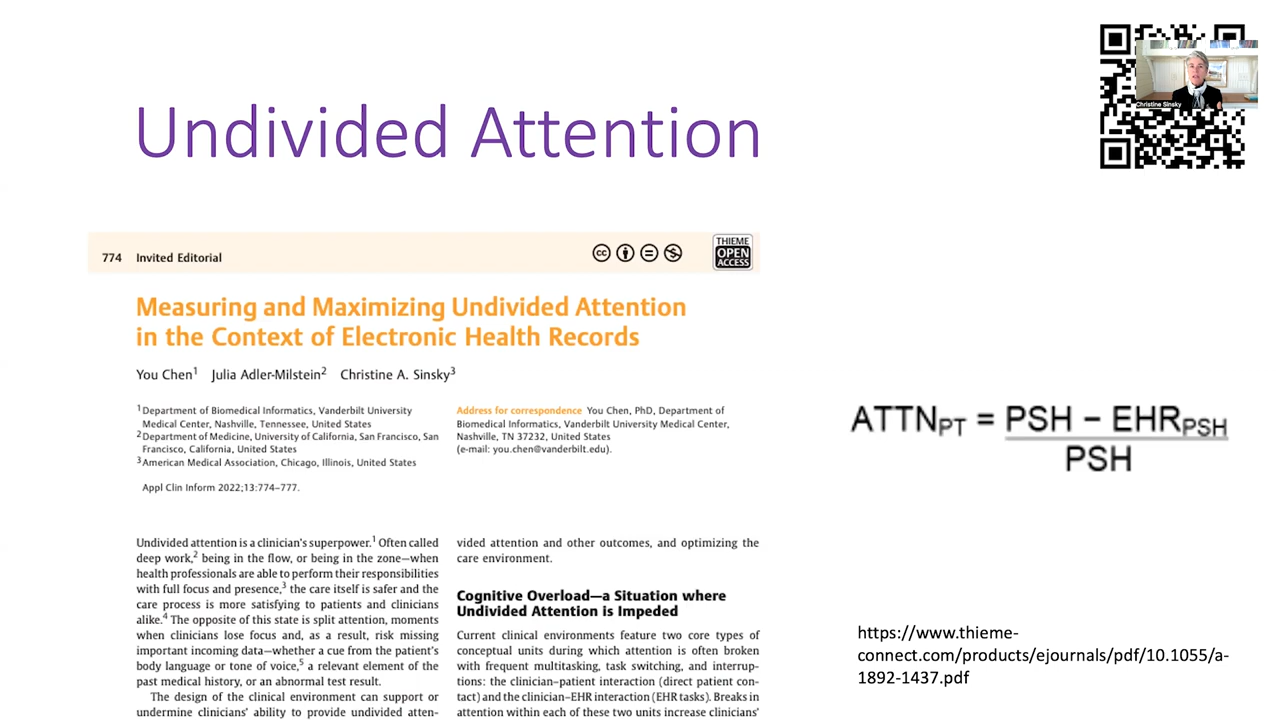 Undivided Attention
Christine Sinsky
774 Invited Editorial
THIEME
OPEN
ACCESS
Measuring and Maximizing Undivided Attention
in the Context of Electronic Health Records
You Chen1 Julia Adler-Milstein2 Christine A. Sinsky3
1Department of Biomedical Informatics, Vanderbilt University
Medical Center, Nashville, Tennessee, United States
2Department of Medicine, University of California, San Francisco, San
Francisco, California, United States
3American Medical Association, Chicago, Illinois, United States
Appl Clin Inform 2022;13:774–777.
Address for correspondence You Chen, PhD, Department of
Biomedical Informatics, Vanderbilt University Medical Center,
Nashville, TN 37232, United States
(e-mail: you.chen@vanderbilt.edu).
Undivided attention is a clinician's superpower.1 Often called
deep work,2 being in the flow, or being in the zone—when
health professionals are able to perform their responsibilities
with full focus and presence,3 the care itself is safer and the
care process is more satisfying to patients and clinicians
alike.4 The opposite of this state is split attention, moments
when clinicians lose focus and, as a result, risk missing
important incoming data—whether a cue from the patient's
body language or tone of voice,5 a relevant element of the
past medical history, or an abnormal test result.
The design of the clinical environment can support or
undermine clinicians' ability to provide undivided atten-
vided attention and other outcomes, and optimizing the
care environment.
Cognitive Overload—a Situation where
Undivided Attention is Impeded
Current clinical environments feature two core types of
conceptual units during which attention is often broken
with frequent multitasking, task switching, and interrup-
tions: the clinician–patient interaction (direct patient con-
tact) and the clinician–EHR interaction (EHR tasks). Breaks in
attention within each of these two units increase clinicians'
ATTNPT = PSH – EHRPSH
PSH
https://www.thieme-
connect.com/products/ejournals/pdf/10.1055/a-
1892-1437.pdf